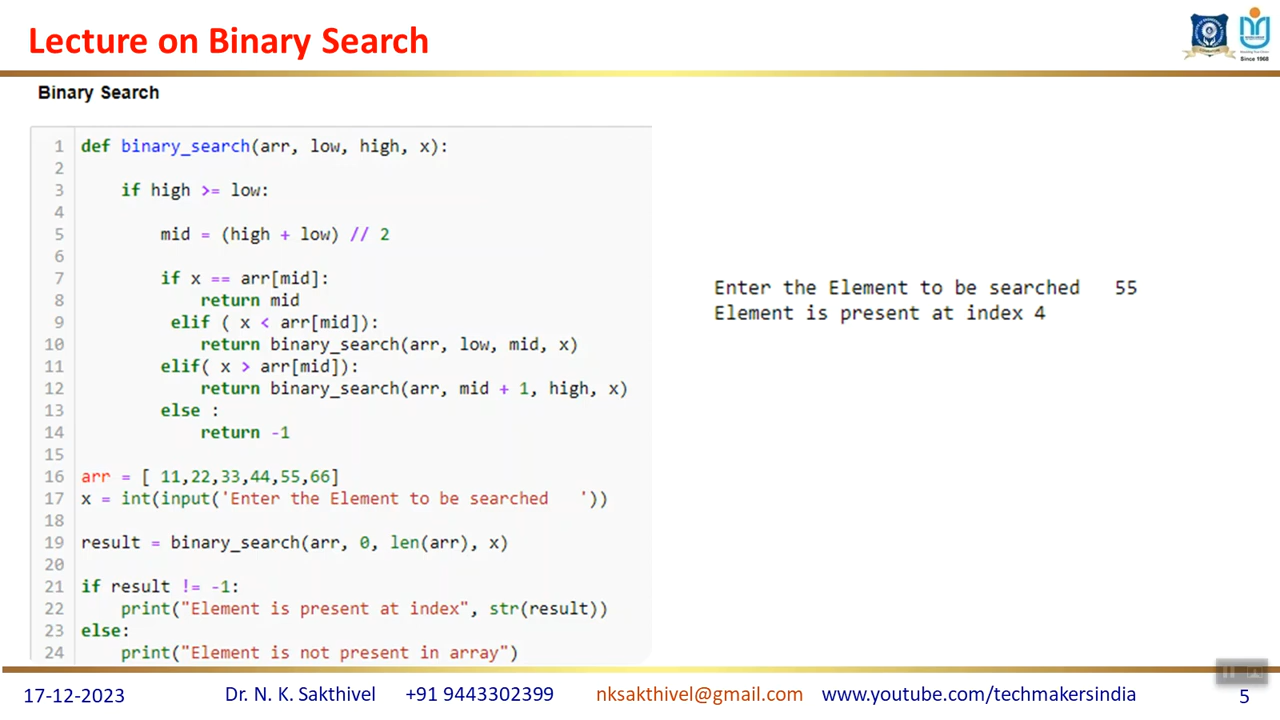 Lecture on Binary Search
Since 1968
Binary Search
1 def binary_search(arr, low, high, x):
2
3     if high >= low:
4
5         mid = (high + low) // 2
6
7         if x == arr[mid]:
8             return mid
9          elif ( x < arr[mid]):
10             return binary_search(arr, low, mid, x)
11         elif( x > arr[mid]):
12             return binary_search(arr, mid + 1, high, x)
13         else :
14             return -1
15
16 arr = [ 11,22,33,44,55,66]
17 x = int(input('Enter the Element to be searched   '))
18
19 result = binary_search(arr, 0, len(arr), x)
20
21 if result != -1:
22     print("Element is present at index", str(result))
23 else:
24     print("Element is not present in array")
Enter the Element to be searched   55
Element is present at index 4
17-12-2023 Dr. N. K. Sakthivel +91 9443302399 nksakthivel@gmail.com www.youtube.com/techmakersindia 5